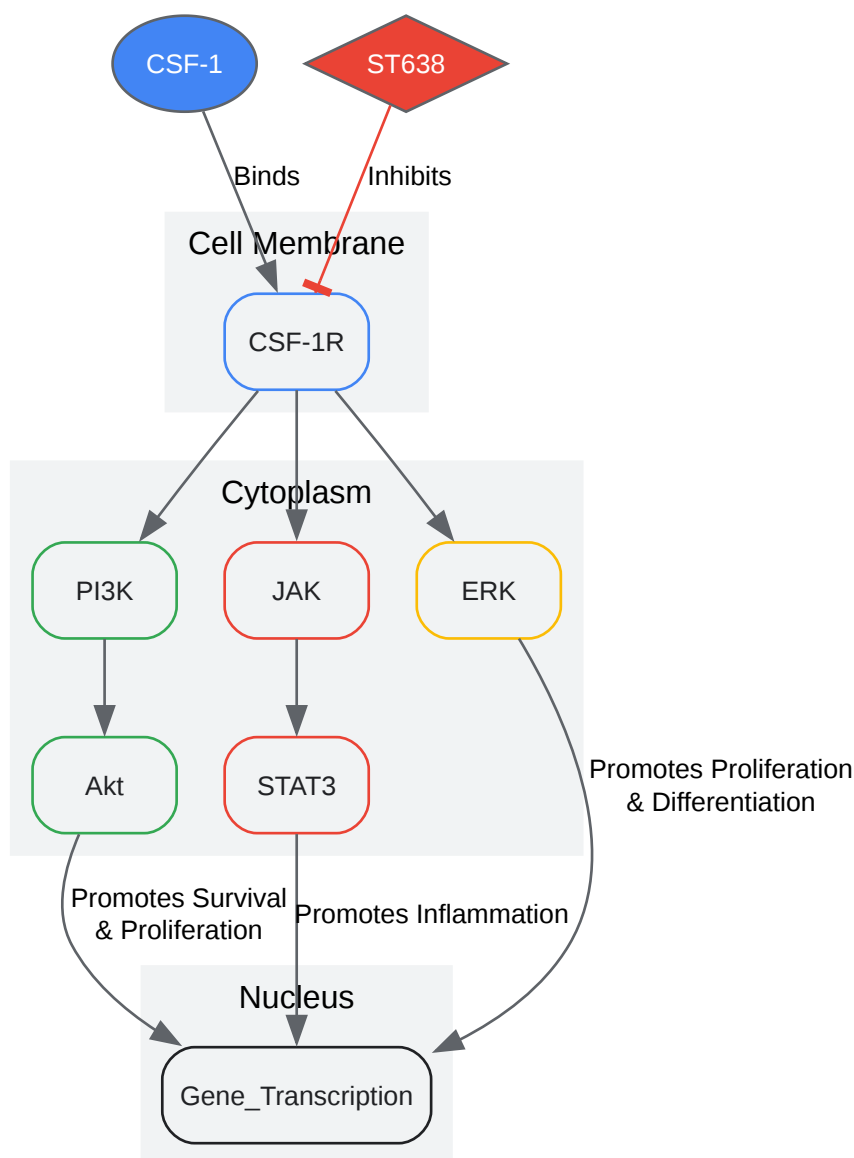 CSF-1
ST638
Binds
Inhibits
Cell Membrane
CSF-1R
Cytoplasm
PI3K
JAK
ERK
Akt
STAT3
Promotes Proliferation
& Differentiation
Promotes Survival
& Proliferation
Promotes Inflammation
Nucleus
Gene_Transcription